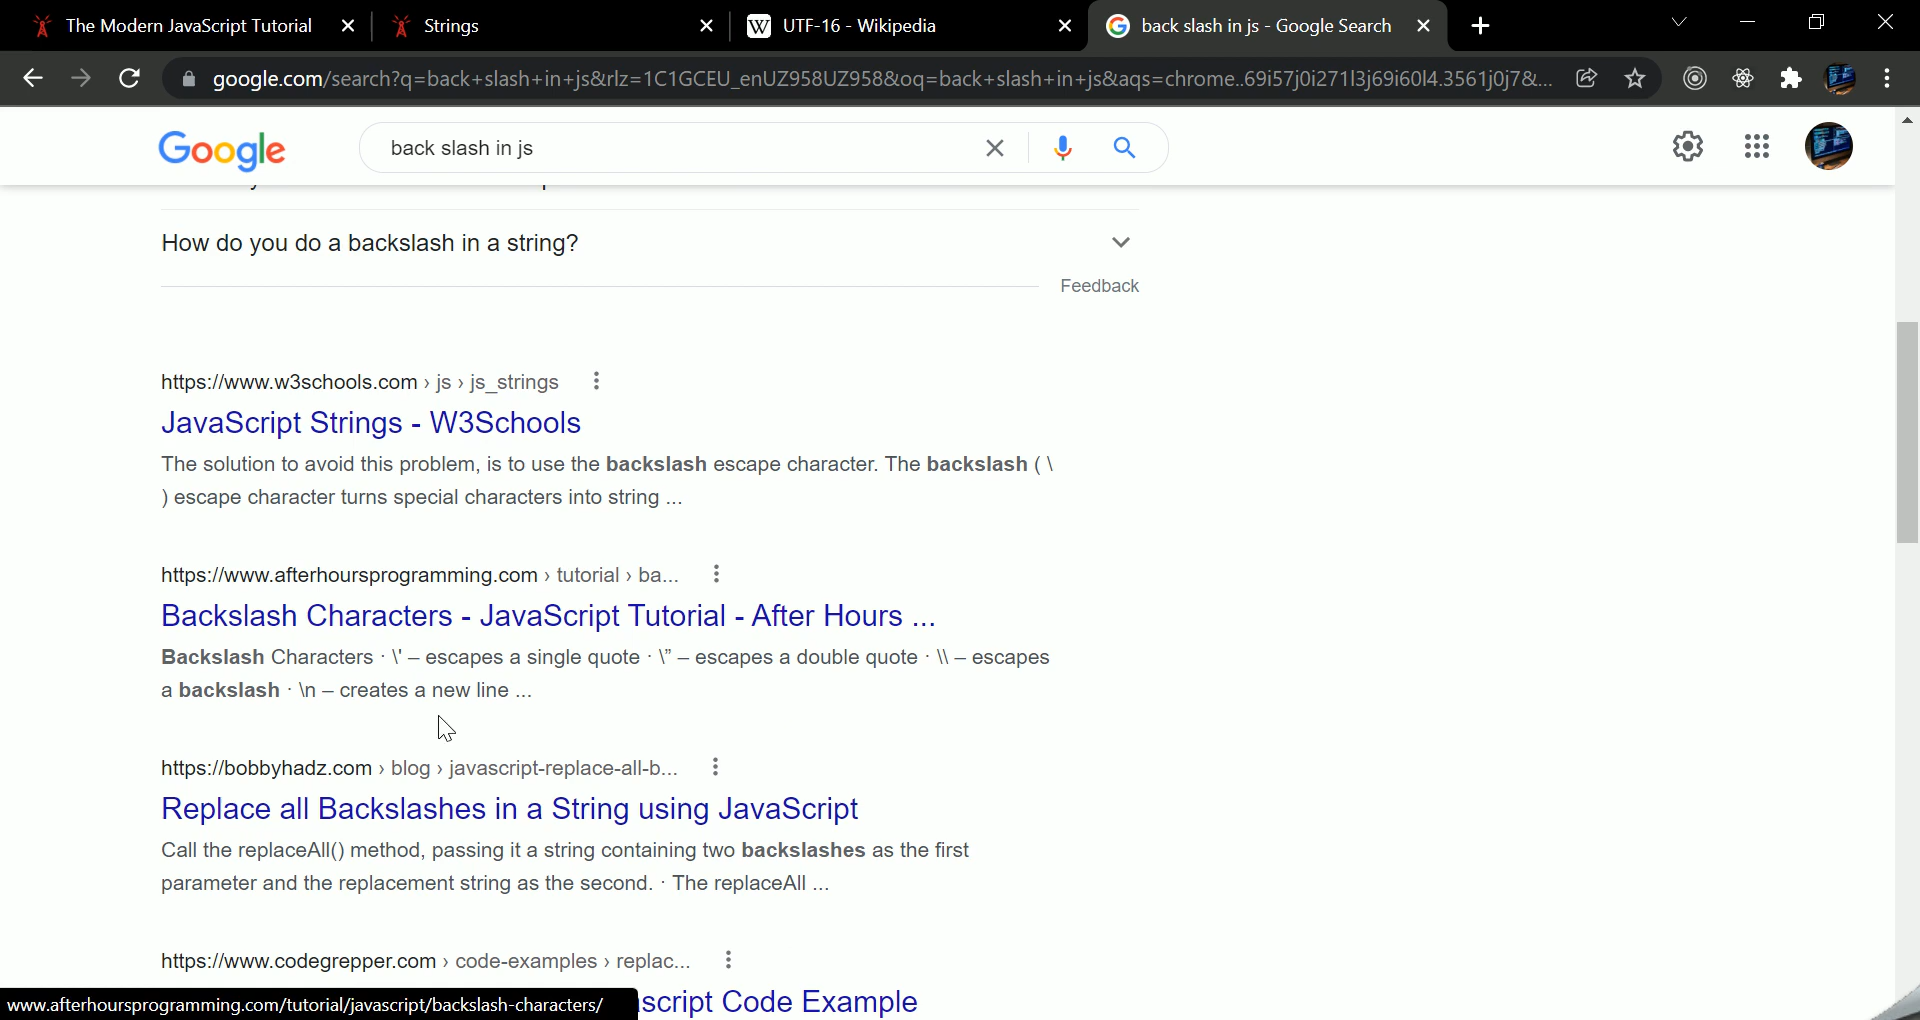 The Modern JavaScript Tutorial
Strings
UTF-16 - Wikipedia
back slash in js - Google Search
google.com/search?q=back+slash+in+js&rlz=1C1GCEU_enUZ958UZ958&oq=back+slash+in+js&aqs=chrome..69i57j0i271l3j69i60l4.3561j0j7&...
Google
back slash in js
How do you do a backslash in a string?
Feedback
https://www.w3schools.com › js › js_strings
JavaScript Strings - W3Schools
The solution to avoid this problem, is to use the backslash escape character. The backslash ( \
) escape character turns special characters into string ...
https://www.afterhoursprogramming.com › tutorial › ba...
Backslash Characters - JavaScript Tutorial - After Hours ...
Backslash Characters · \' – escapes a single quote · \” – escapes a double quote · \\ – escapes
a backslash · \n – creates a new line ...
https://bobbyhadz.com › blog › javascript-replace-all-b...
Replace all Backslashes in a String using JavaScript
Call the replaceAll() method, passing it a string containing two backslashes as the first
parameter and the replacement string as the second. · The replaceAll ...
https://www.codegrepper.com › code-examples › replac...
script Code Example
www.afterhoursprogramming.com/tutorial/javascript/backslash-characters/